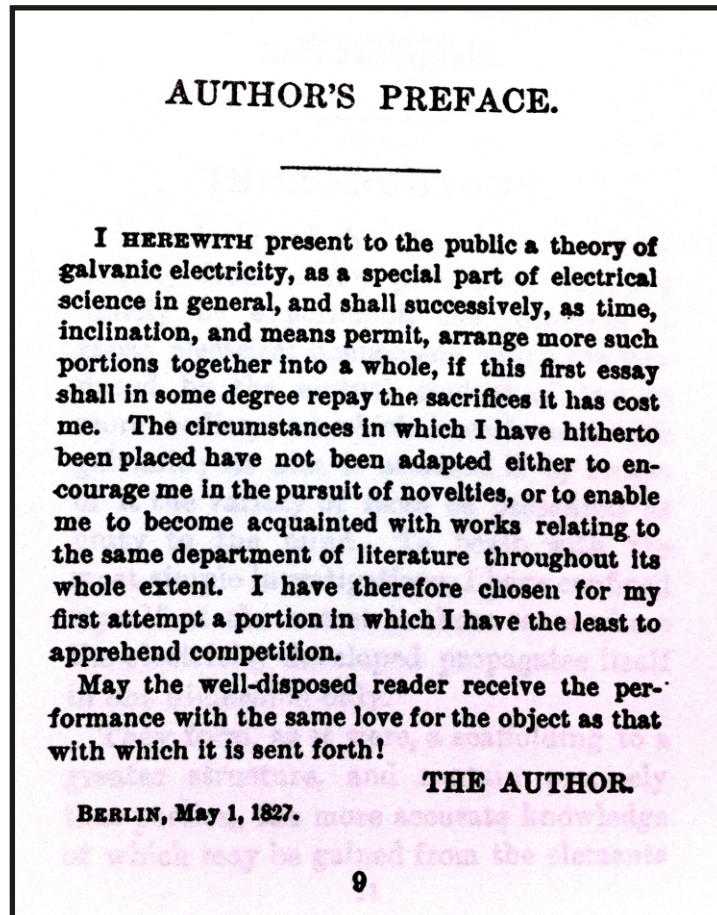 AUTHOR'S PREFACE.
I HEREWITH present to the public a theory of
galvanic electricity, as a special part of electrical
science in general, and shall successively, as time,
inclination, and means permit, arrange more such
portions together into a whole, if this first essay
shall in some degree repay the sacrifices it has cost
me. The circumstances in which I have hitherto
been placed have not been adapted either to en-
courage me in the pursuit of novelties, or to enable
me to become acquainted with works relating to
the same department of literature throughout its
whole extent. I have therefore chosen for my
first attempt a portion in which I have the least to
apprehend competition.
May the well-disposed reader receive the per-
formance with the same love for the object as that
with which it is sent forth!
THE AUTHOR.
BERLIN, May 1, 1827.
9